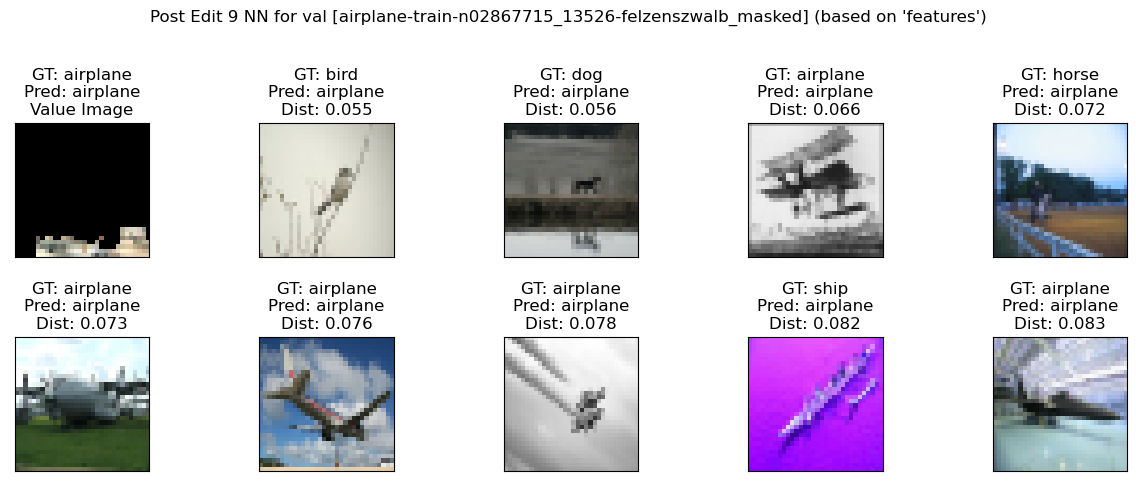 Post Edit 9 NN for val [airplane-train-n02867715_13526-felzenszwalb_masked] (based on 'features')
GT: airplane
Pred: airplane
Value Image
GT: bird
Pred: airplane
Dist: 0.055
GT: dog
Pred: airplane
Dist: 0.056
GT: airplane
Pred: airplane
Dist: 0.066
GT: horse
Pred: airplane
Dist: 0.072
GT: airplane
Pred: airplane
Dist: 0.073
GT: airplane
Pred: airplane
Dist: 0.076
GT: airplane
Pred: airplane
Dist: 0.078
GT: ship
Pred: airplane
Dist: 0.082
GT: airplane
Pred: airplane
Dist: 0.083